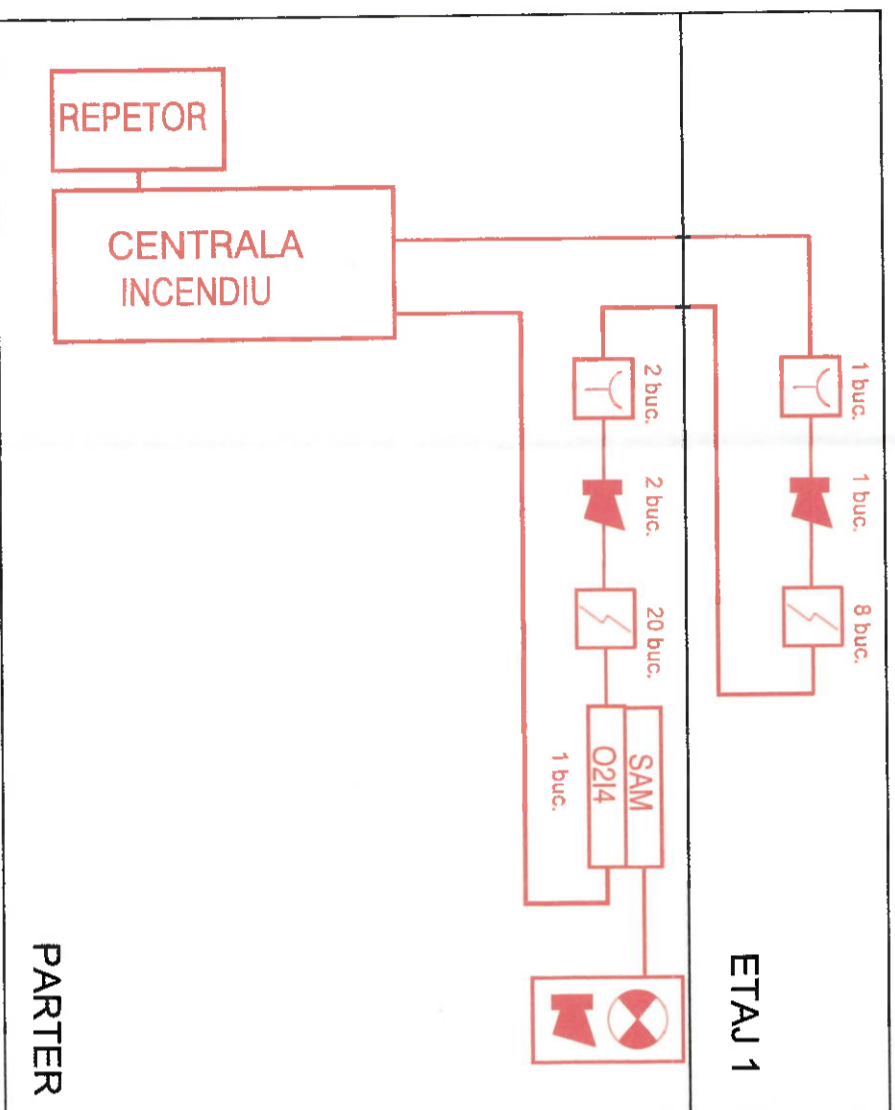 REPETOR
CENTRALA
INCENDIU
1 buc.
1 buc.
8 buc.
ETAJ 1
2 buc.
2 buc.
20 buc.
SAM
O2I4
1 buc.
PARTER